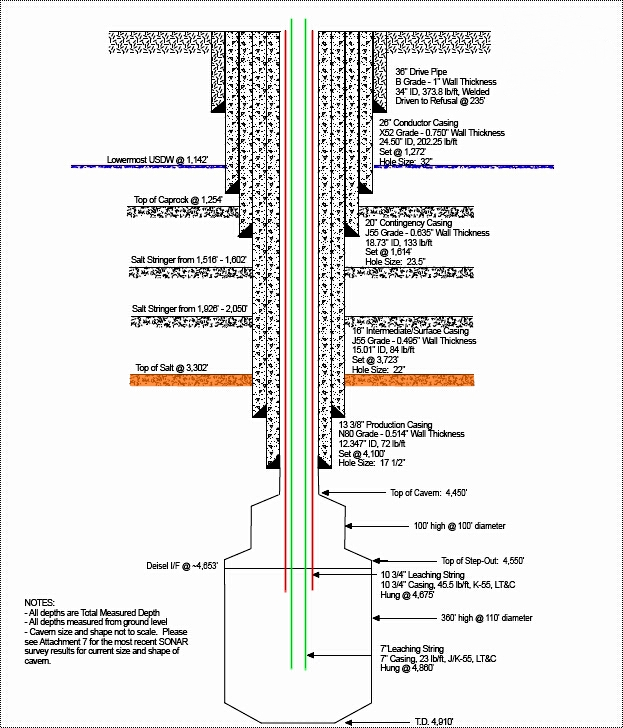 36" Drive Pipe
B Grade - 1" Wall Thickness
34" ID, 373.8 lb/ft, Welded
Driven to Refusal @ 235'
26" Conductor Casing
X52 Grade - 0.750" Wall Thickness
24.50" ID, 202.25 lb/ft
Set @ 1,272'
Hole Size: 32"
Lowermost USDW @ 1,142'
Top of Caprock @ 1,254'
20" Contingency Casing
J55 Grade - 0.635" Wall Thickness
18.73" ID, 133 lb/ft
Set @ 1,614'
Hole Size: 23.5"
Salt Stringer from 1,516' - 1,602'
Salt Stringer from 1,926' - 2,050'
16" Intermediate/Surface Casing
J55 Grade - 0.495" Wall Thickness
15.01" ID, 84 lb/ft
Set @ 3,723'
Hole Size: 22"
Top of Salt @ 3,302'
13 3/8" Production Casing
N80 Grade - 0.514" Wall Thickness
12.347" ID, 72 lb/ft
Set @ 4,100'
Hole Size: 17 1/2"
Top of Cavern: 4,450'
100' high @ 100' diameter
Top of Step-Out: 4,550'
Deisel I/F @ ~4,653'
10 3/4" Leaching String
10 3/4" Casing, 45.5 lb/ft, K-55, LT&C
Hung @ 4,675'
360' high @ 110' diameter
7"Leaching String
7" Casing, 23 lb/ft, J/K-55, LT&C
Hung @ 4,860'
T.D. 4,910'
NOTES:
- All depths are Total Measured Depth
- All depths measured from ground level
- Cavern size and shape not to scale. Please
see Attachment 7 for the most recent SONAR
survey results for current size and shape of
cavern.